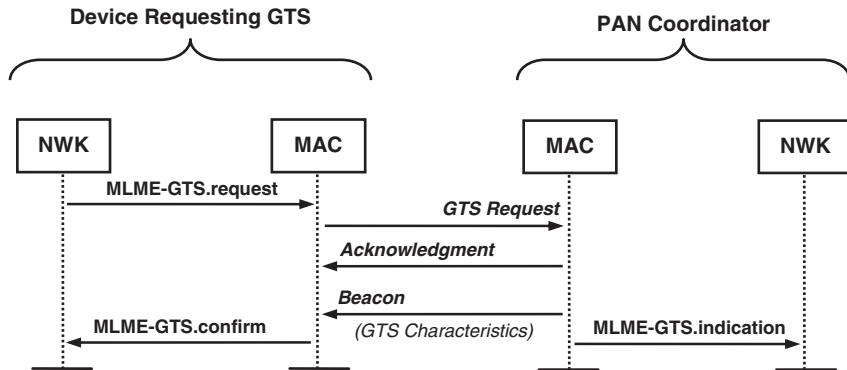 Device Requesting GTS
PAN Coordinator
NWK
MAC
MAC
NWK
MLME-GTS.request
GTS Request
Acknowledgment
Beacon
(GTS Characteristics)
MLME-GTS.confirm
MLME-GTS.indication